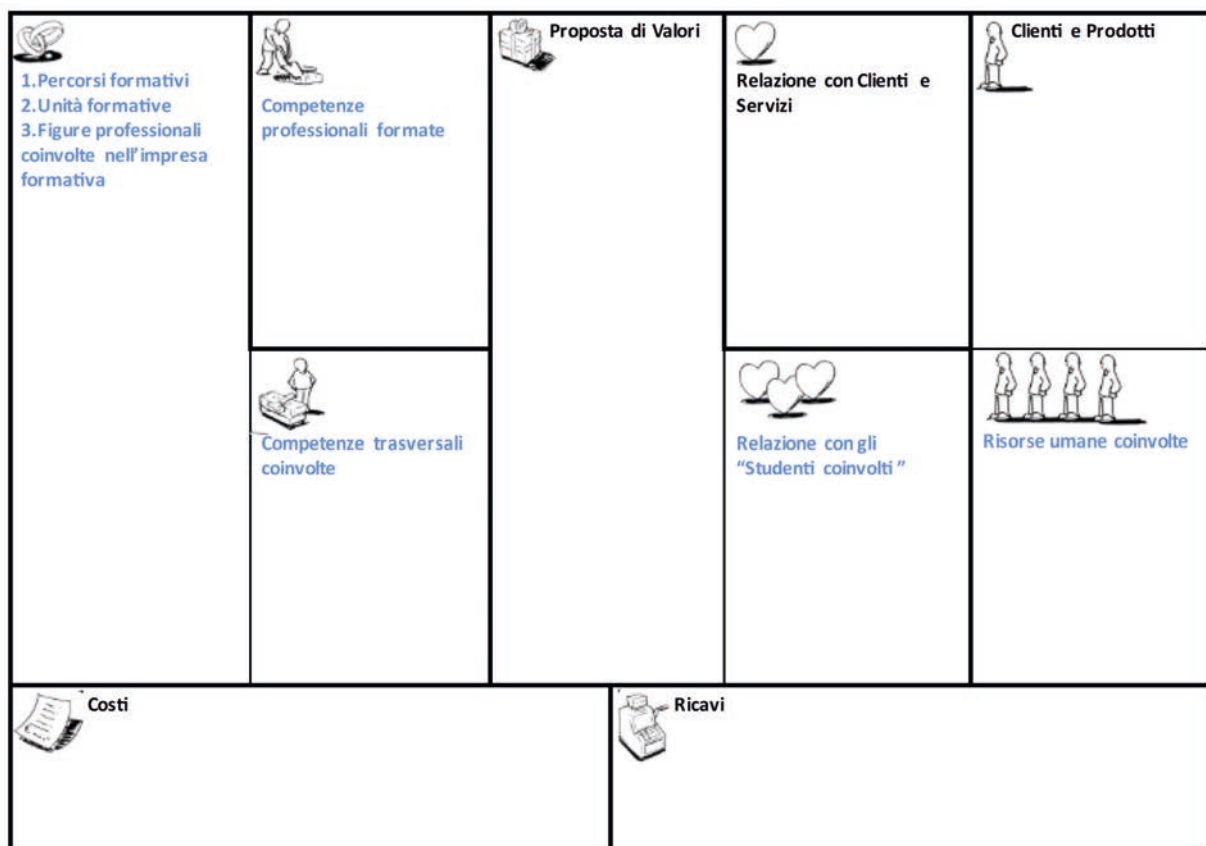 1.Percorsi formativi
2.Unità formative
3.Figure professionali
coinvolte nell'impresa
formativa
Competenze
professionali formate
Competenze trasversali
coinvolte
Proposta di Valori
Relazione con Clienti e
Servizi
Relazione con gli
“Studenti coinvolti”
Clienti e Prodotti
Risorse umane coinvolte
Costi
Ricavi